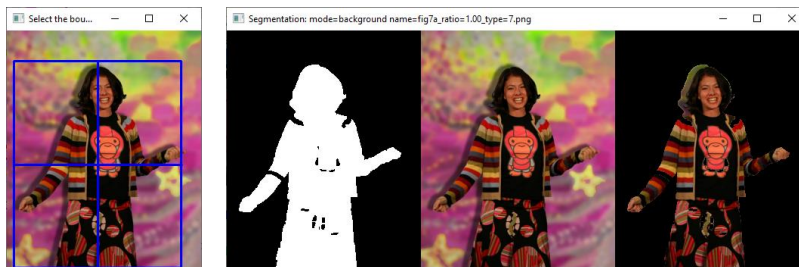 Select the bou...
Segmentation: mode=background name=fig7a_ratio=1.00_type=7.png